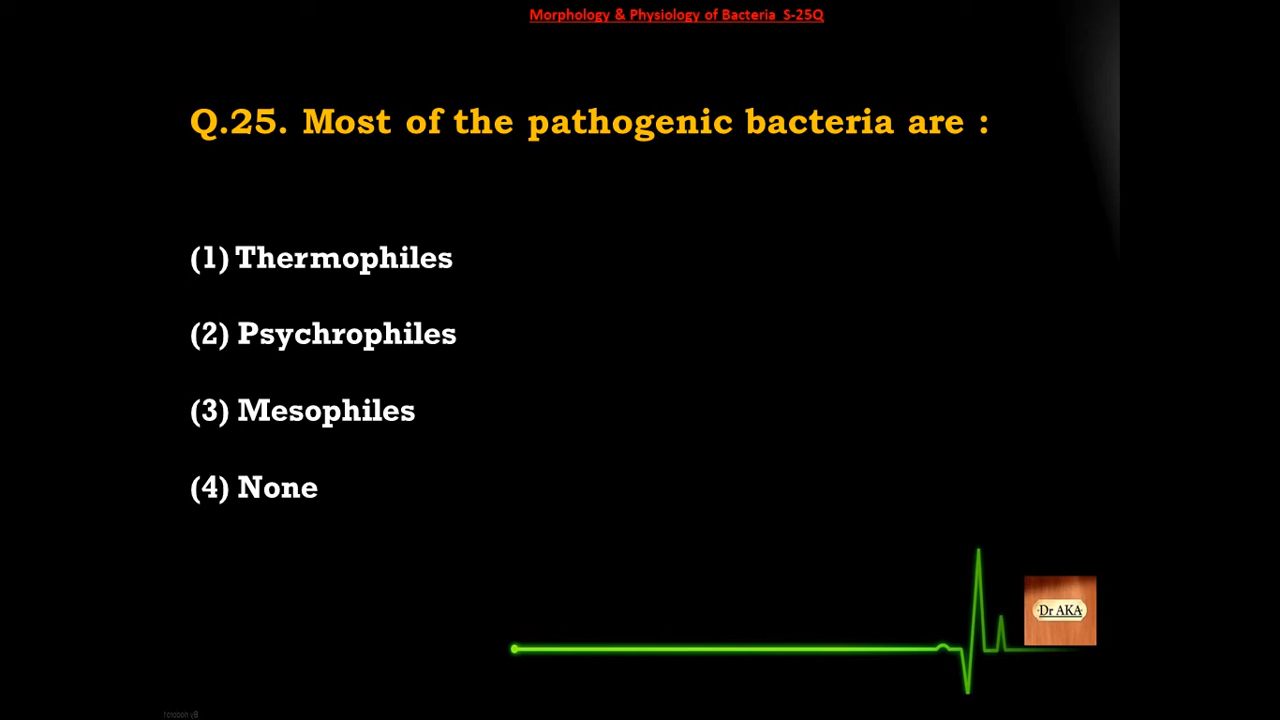 Morphology & Physiology of Bacteria S-25Q
Q.25. Most of the pathogenic bacteria are :
(1) Thermophiles
(2) Psychrophiles
(3) Mesophiles
(4) None
Dr AKA